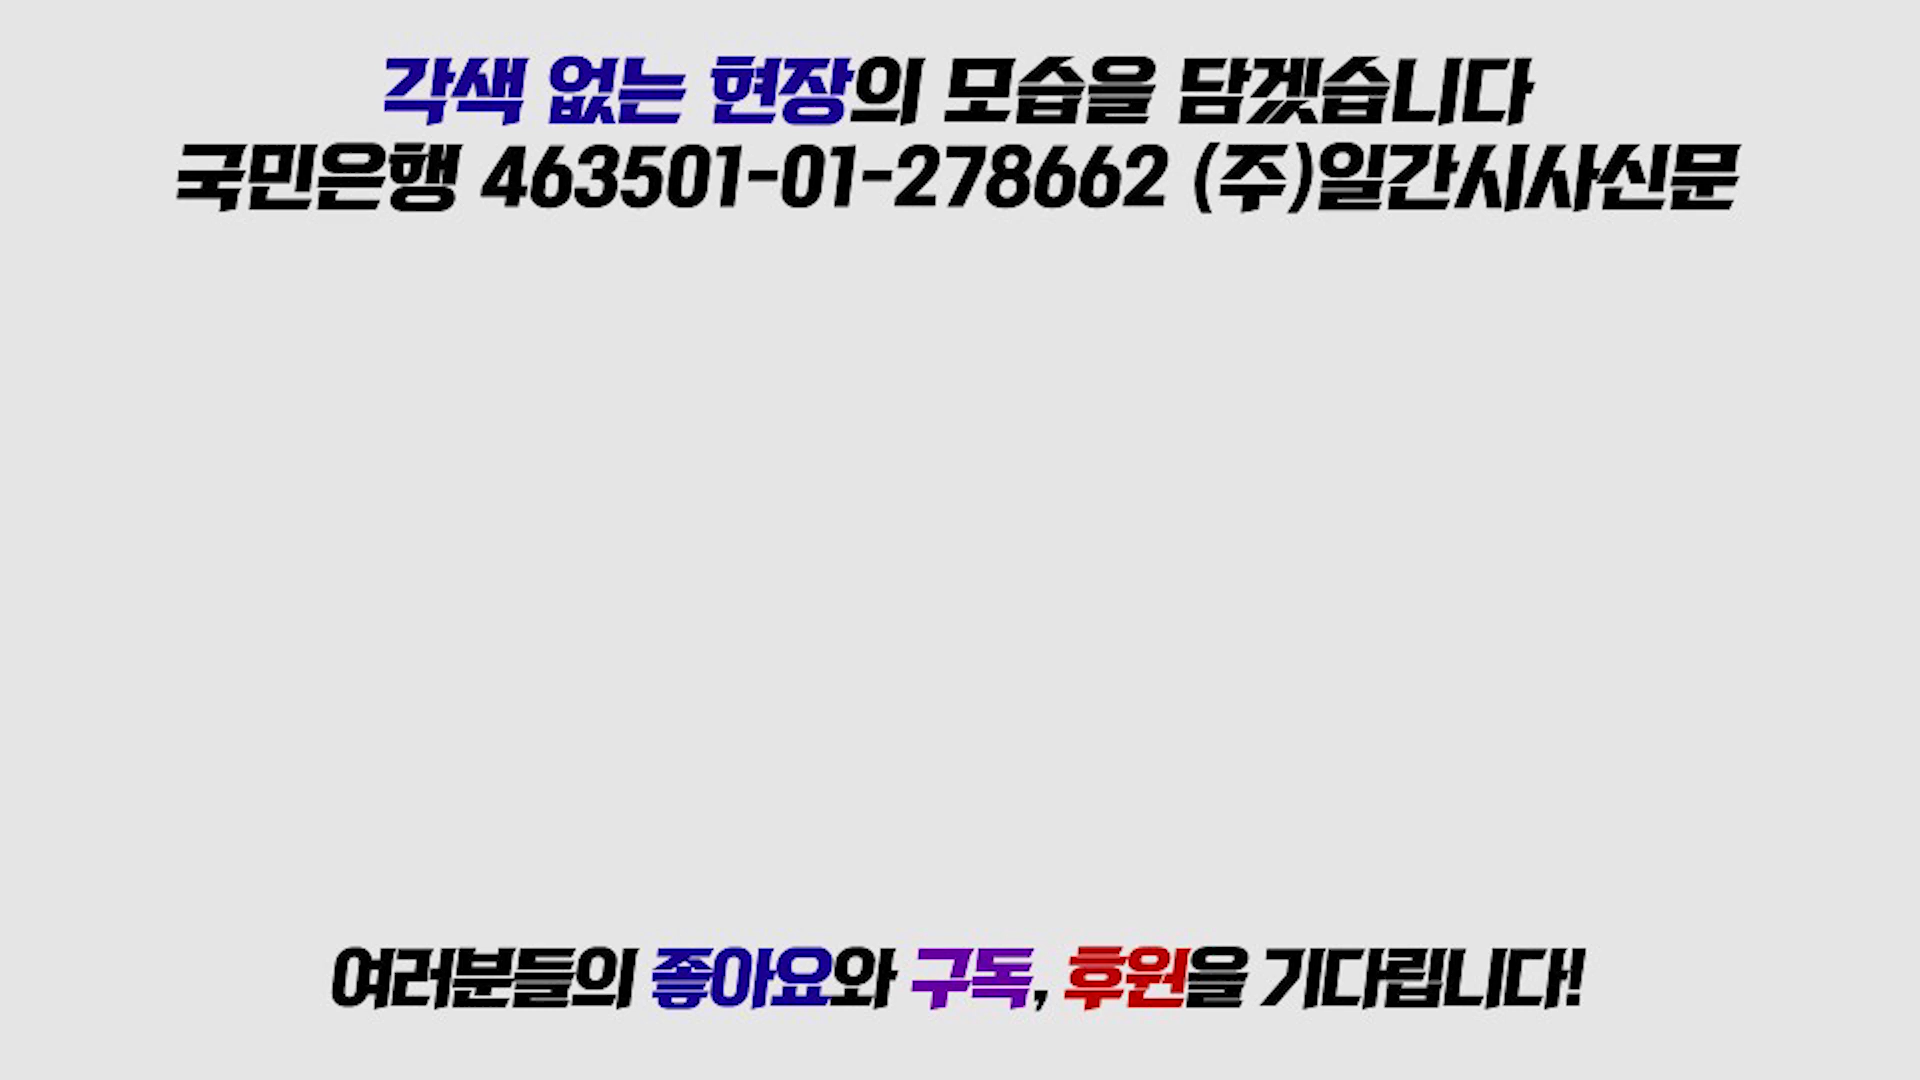 각색 없는 현장의 모습을 담겠습니다
국민은행 463501-01-278662 (주)일간시사신문
여러분들의 좋아요와 구독, 후원을 기다립니다!